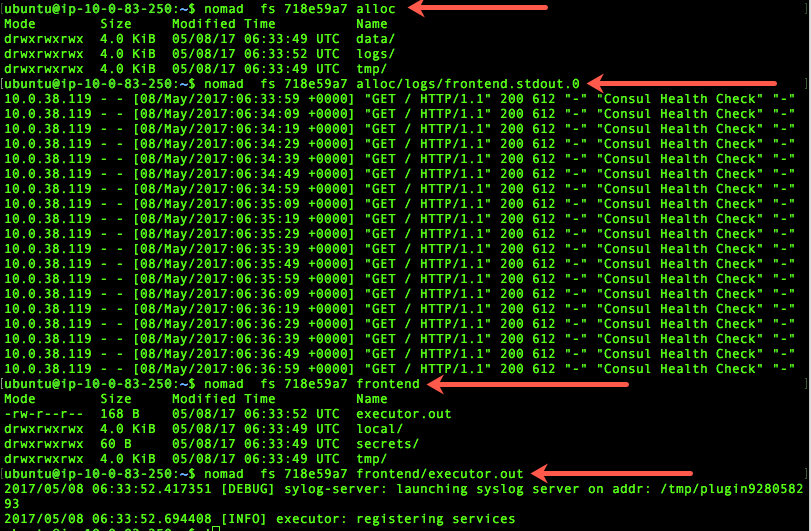 [ubuntu@ip-10-0-83-250:~$ nomad  fs 718e59a7 alloc ]
Mode        Size    Modified Time           Name
drwxrwxrwx  4.0 KiB  05/08/17 06:33:49 UTC  data/
drwxrwxrwx  4.0 KiB  05/08/17 06:33:52 UTC  logs/
drwxrwxrwx  4.0 KiB  05/08/17 06:33:49 UTC  tmp/
[ubuntu@ip-10-0-83-250:~$ nomad  fs 718e59a7 alloc/logs/frontend.stdout.0 ]
10.0.38.119 - - [08/May/2017:06:33:59 +0000] "GET / HTTP/1.1" 200 612 "-" "Consul Health Check" "-"
10.0.38.119 - - [08/May/2017:06:34:09 +0000] "GET / HTTP/1.1" 200 612 "-" "Consul Health Check" "-"
10.0.38.119 - - [08/May/2017:06:34:19 +0000] "GET / HTTP/1.1" 200 612 "-" "Consul Health Check" "-"
10.0.38.119 - - [08/May/2017:06:34:29 +0000] "GET / HTTP/1.1" 200 612 "-" "Consul Health Check" "-"
10.0.38.119 - - [08/May/2017:06:34:39 +0000] "GET / HTTP/1.1" 200 612 "-" "Consul Health Check" "-"
10.0.38.119 - - [08/May/2017:06:34:49 +0000] "GET / HTTP/1.1" 200 612 "-" "Consul Health Check" "-"
10.0.38.119 - - [08/May/2017:06:34:59 +0000] "GET / HTTP/1.1" 200 612 "-" "Consul Health Check" "-"
10.0.38.119 - - [08/May/2017:06:35:09 +0000] "GET / HTTP/1.1" 200 612 "-" "Consul Health Check" "-"
10.0.38.119 - - [08/May/2017:06:35:19 +0000] "GET / HTTP/1.1" 200 612 "-" "Consul Health Check" "-"
10.0.38.119 - - [08/May/2017:06:35:29 +0000] "GET / HTTP/1.1" 200 612 "-" "Consul Health Check" "-"
10.0.38.119 - - [08/May/2017:06:35:39 +0000] "GET / HTTP/1.1" 200 612 "-" "Consul Health Check" "-"
10.0.38.119 - - [08/May/2017:06:35:49 +0000] "GET / HTTP/1.1" 200 612 "-" "Consul Health Check" "-"
10.0.38.119 - - [08/May/2017:06:35:59 +0000] "GET / HTTP/1.1" 200 612 "-" "Consul Health Check" "-"
10.0.38.119 - - [08/May/2017:06:36:09 +0000] "GET / HTTP/1.1" 200 612 "-" "Consul Health Check" "-"
10.0.38.119 - - [08/May/2017:06:36:19 +0000] "GET / HTTP/1.1" 200 612 "-" "Consul Health Check" "-"
10.0.38.119 - - [08/May/2017:06:36:29 +0000] "GET / HTTP/1.1" 200 612 "-" "Consul Health Check" "-"
10.0.38.119 - - [08/May/2017:06:36:39 +0000] "GET / HTTP/1.1" 200 612 "-" "Consul Health Check" "-"
10.0.38.119 - - [08/May/2017:06:36:49 +0000] "GET / HTTP/1.1" 200 612 "-" "Consul Health Check" "-"
10.0.38.119 - - [08/May/2017:06:36:59 +0000] "GET / HTTP/1.1" 200 612 "-" "Consul Health Check" "-"
[ubuntu@ip-10-0-83-250:~$ nomad  fs 718e59a7 frontend ]
Mode        Size    Modified Time           Name
-rw-r--r--  168 B    05/08/17 06:33:52 UTC  executor.out
drwxrwxrwx  4.0 KiB  05/08/17 06:33:49 UTC  local/
drwxrwxrwx  60 B     05/08/17 06:33:49 UTC  secrets/
drwxrwxrwx  4.0 KiB  05/08/17 06:33:49 UTC  tmp/
[ubuntu@ip-10-0-83-250:~$ nomad  fs 718e59a7 frontend/executor.out ]
2017/05/08 06:33:52.417351 [DEBUG] sylog-server: launching syslog server on addr: /tmp/plugin9280582
93
2017/05/08 06:33:52.694408 [INFO] executor: registering services